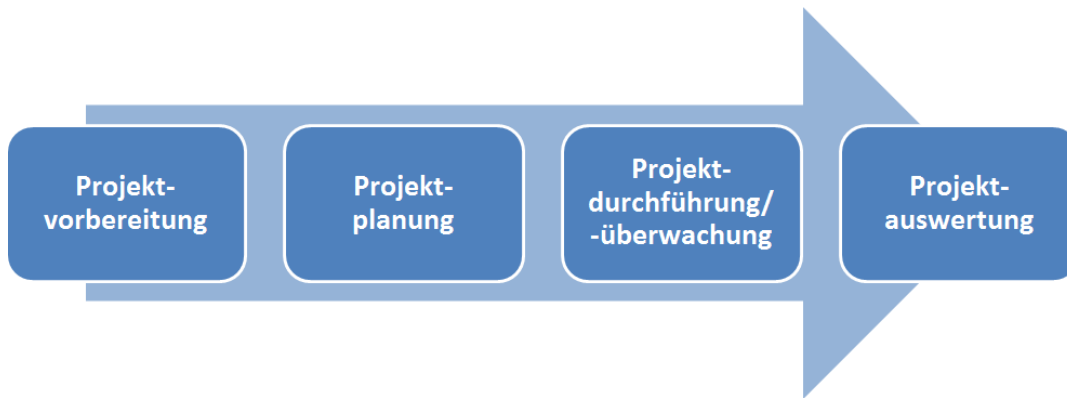 Projekt-
vorbereitung
Projekt-
planung
Projekt-
durchführung/
-überwachung
Projekt-
auswertung